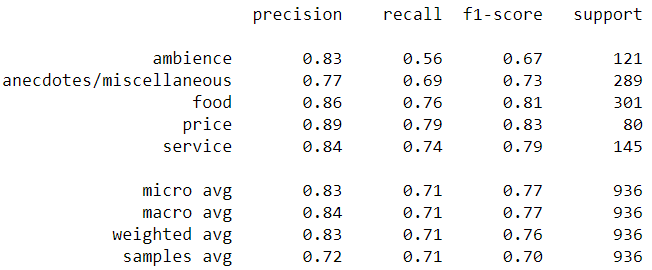 precision recall f1-score support
ambience 0.83 0.56 0.67 121
anecdotes/miscellaneous 0.77 0.69 0.73 289
food 0.86 0.76 0.81 301
price 0.89 0.79 0.83 80
service 0.84 0.74 0.79 145
micro avg 0.83 0.71 0.77 936
macro avg 0.84 0.71 0.77 936
weighted avg 0.83 0.71 0.76 936
samples avg 0.72 0.71 0.70 936